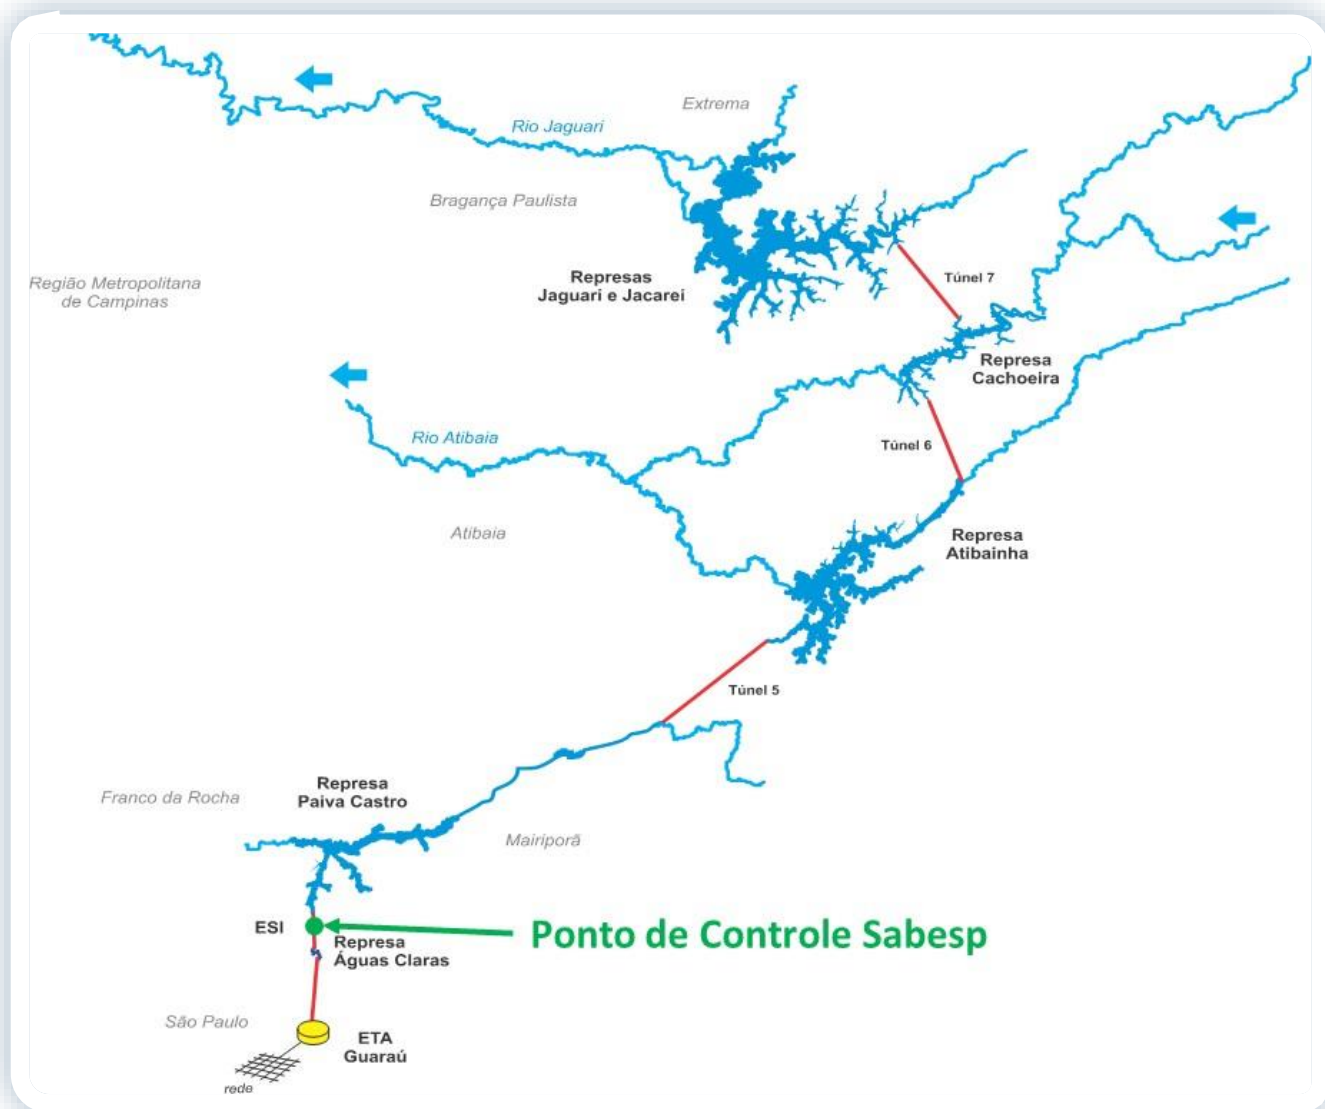 Extrema
Rio Jaguari
Bragança Paulista
Região Metropolitana
de Campinas
Represas
Jaguari e Jacareí
Túnel 7
Represa
Cachoeira
Rio Atibaia
Túnel 6
Atibaia
Represa
Atibainha
Túnel 5
Represa
Paiva Castro
Franco da Rocha
Mairiporã
ESI
Ponto de Controle Sabesp
Represa
Águas Claras
São Paulo
ETA
Guaraú
rede